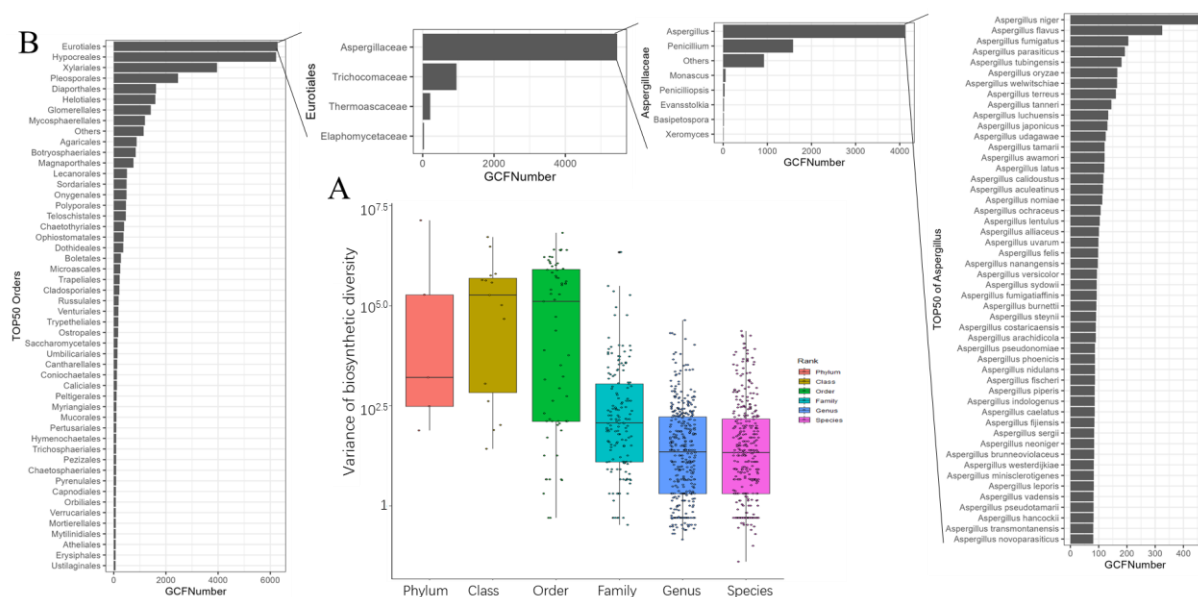 B
TOP50 Orders
Eurotiales
Hypocreales
Xylariales
Pleosporales
Diaporthales
Helotiales
Glomerellales
Mycosphaerellales
Others
Agaricales
Botryosphaeriales
Magnaporthales
Lecanorales
Sordariales
Onygenales
Polyporales
Teloschistales
Chaetothyriales
Ophiostomatales
Dothideales
Boletales
Microascales
Trapeliales
Cladosporiales
Russulales
Venturiales
Trypetheliales
Ostropales
Saccharomycetales
Umbilicariales
Cantharellales
Coniochaetales
Caliciales
Peltigerales
Myriangiales
Mucorales
Pertusariales
Hymenochaetales
Trichosphaeriales
Pezizales
Chaetosphaeriales
Pyrenulales
Capnodiales
Orbiliales
Verrucariales
Mortierellales
Mytilinidiales
Atheliales
Erysiphales
Ustilaginales
0 2000 4000 6000
GCFNumber
Eurotiales
Aspergillaceae
Trichocomaceae
Thermoascaceae
Elaphomycetaceae
0 2000 4000
GCFNumber
Aspergillaceae
Aspergillus
Penicillium
Others
Monascus
Penicilliopsis
Evansstolkia
Basipetospora
Xeromyces
0 1000 2000 3000 4000
GCFNumber
TOP50 of Aspergillus
Aspergillus niger
Aspergillus flavus
Aspergillus fumigatus
Aspergillus parasiticus
Aspergillus tubingensis
Aspergillus oryzae
Aspergillus welwitschiae
Aspergillus terreus
Aspergillus tanneri
Aspergillus luchuensis
Aspergillus japonicus
Aspergillus udagawae
Aspergillus tamarii
Aspergillus awamori
Aspergillus latus
Aspergillus calidoustus
Aspergillus aculeatinus
Aspergillus nomiae
Aspergillus ochraceus
Aspergillus lentulus
Aspergillus alliaceus
Aspergillus uvarum
Aspergillus felis
Aspergillus nanangensis
Aspergillus versicolor
Aspergillus sydowii
Aspergillus fumigatiaffinis
Aspergillus burnettii
Aspergillus steynii
Aspergillus costaricaensis
Aspergillus arachidicola
Aspergillus pseudonomiae
Aspergillus phoenicis
Aspergillus nidulans
Aspergillus fischeri
Aspergillus piperis
Aspergillus indologenus
Aspergillus caelatus
Aspergillus fijiensis
Aspergillus sergii
Aspergillus neoniger
Aspergillus brunneoviolaceus
Aspergillus westerdijkiae
Aspergillus minisclerotigenes
Aspergillus leporis
Aspergillus vadensis
Aspergillus pseudotamarii
Aspergillus hancockii
Aspergillus transmontanensis
Aspergillus novoparasiticus
0 100 200 300 400
GCFNumber
A
Variance of biosynthetic diversity
10^7.5
10^5.0
10^2.5
1
Phylum Class Order Family Genus Species
Rank
Phylum
Class
Order
Family
Genus
Species